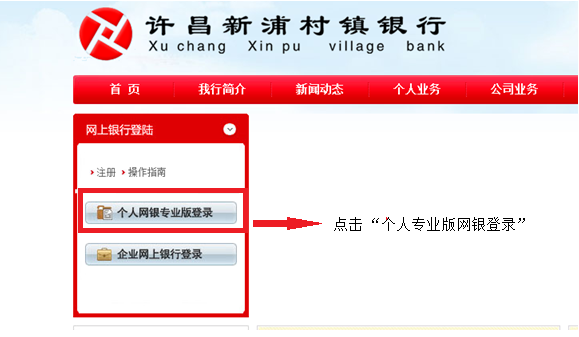 许昌新浦村镇银行
Xu chang Xin pu village bank
首 页 我行简介 新闻动态 个人业务 公司业务
网上银行登陆
注册 操作指南
个人网银专业版登录
点击“个人专业版网银登录”
企业网上银行登录